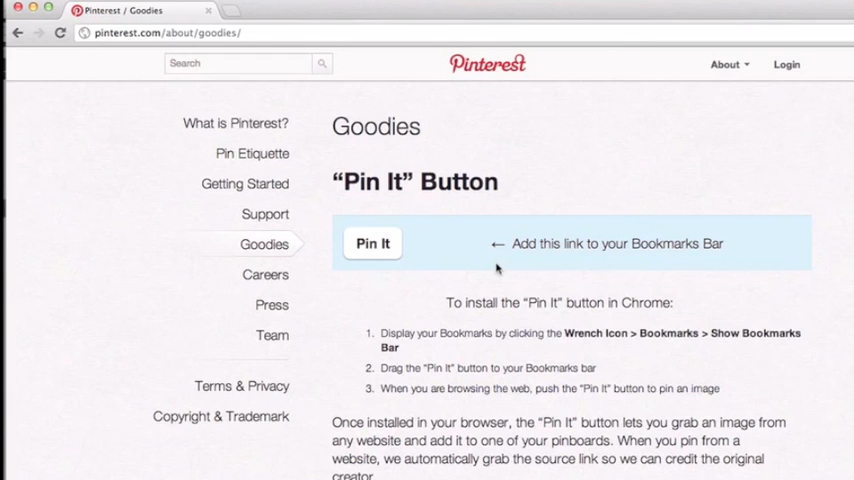 Pinterest / Goodies
pinterest.com/about/goodies/
Search
Pinterest
About
Login
What is Pinterest?
Pin Etiquette
Getting Started
Support
Goodies
Careers
Press
Team
Terms & Privacy
Copyright & Trademark
Goodies
“Pin It” Button
Pin It
← Add this link to your Bookmarks Bar
To install the “Pin It” button in Chrome:
1. Display your Bookmarks by clicking the Wrench Icon > Bookmarks > Show Bookmarks
Bar
2. Drag the “Pin It” button to your Bookmarks bar
3. When you are browsing the web, push the “Pin It” button to pin an image
Once installed in your browser, the “Pin It” button lets you grab an image from
any website and add it to one of your pinboards. When you pin from a
website, we automatically grab the source link so we can credit the original
creator.